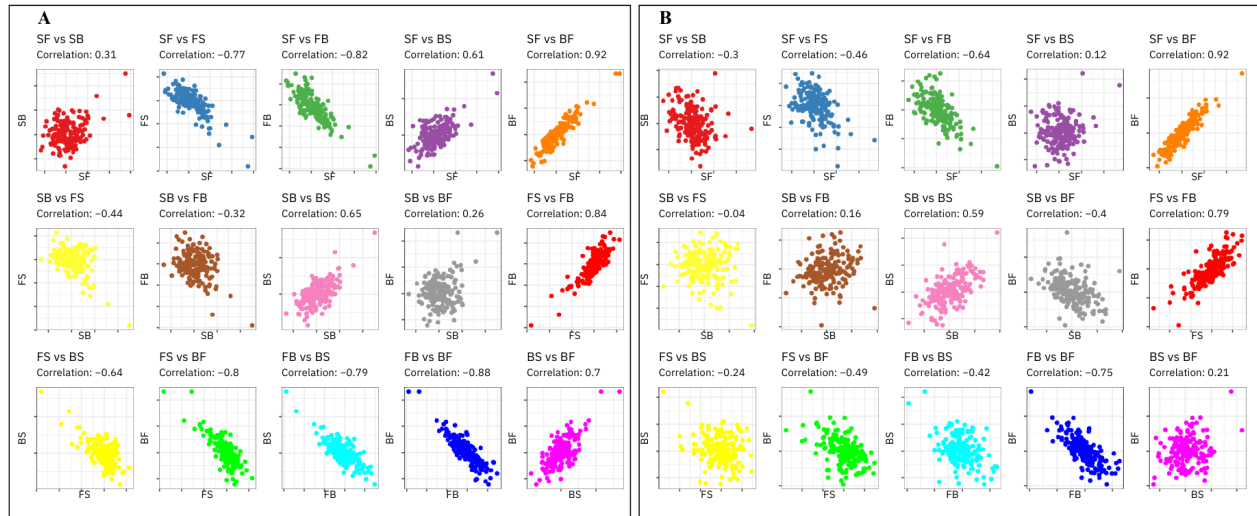 A
SF vs SB
Correlation: 0.31
SB
SF
SF vs FS
Correlation: −0.77
FS
SF
SF vs FB
Correlation: −0.82
FB
SF
SF vs BS
Correlation: 0.61
BS
SF
SF vs BF
Correlation: 0.92
BF
SF
SB vs FS
Correlation: −0.44
FS
SB
SB vs FB
Correlation: −0.32
FB
SB
SB vs BS
Correlation: 0.65
BS
SB
SB vs BF
Correlation: 0.26
BF
SB
FS vs FB
Correlation: 0.84
FB
FS
FS vs BS
Correlation: −0.64
BS
FS
FS vs BF
Correlation: −0.8
BF
FS
FB vs BS
Correlation: −0.79
BS
FB
FB vs BF
Correlation: −0.88
BF
FB
BS vs BF
Correlation: 0.7
BF
BS
B
SF vs SB
Correlation: −0.3
SB
SF
SF vs FS
Correlation: −0.46
FS
SF
SF vs FB
Correlation: −0.64
FB
SF
SF vs BS
Correlation: 0.12
BS
SF
SF vs BF
Correlation: 0.92
BF
SF
SB vs FS
Correlation: −0.04
FS
SB
SB vs FB
Correlation: 0.16
FB
SB
SB vs BS
Correlation: 0.59
BS
SB
SB vs BF
Correlation: −0.4
BF
SB
FS vs FB
Correlation: 0.79
FB
FS
FS vs BS
Correlation: −0.24
BS
FS
FS vs BF
Correlation: −0.49
BF
FS
FB vs BS
Correlation: −0.42
BS
FB
FB vs BF
Correlation: −0.75
BF
FB
BS vs BF
Correlation: 0.21
BF
BS